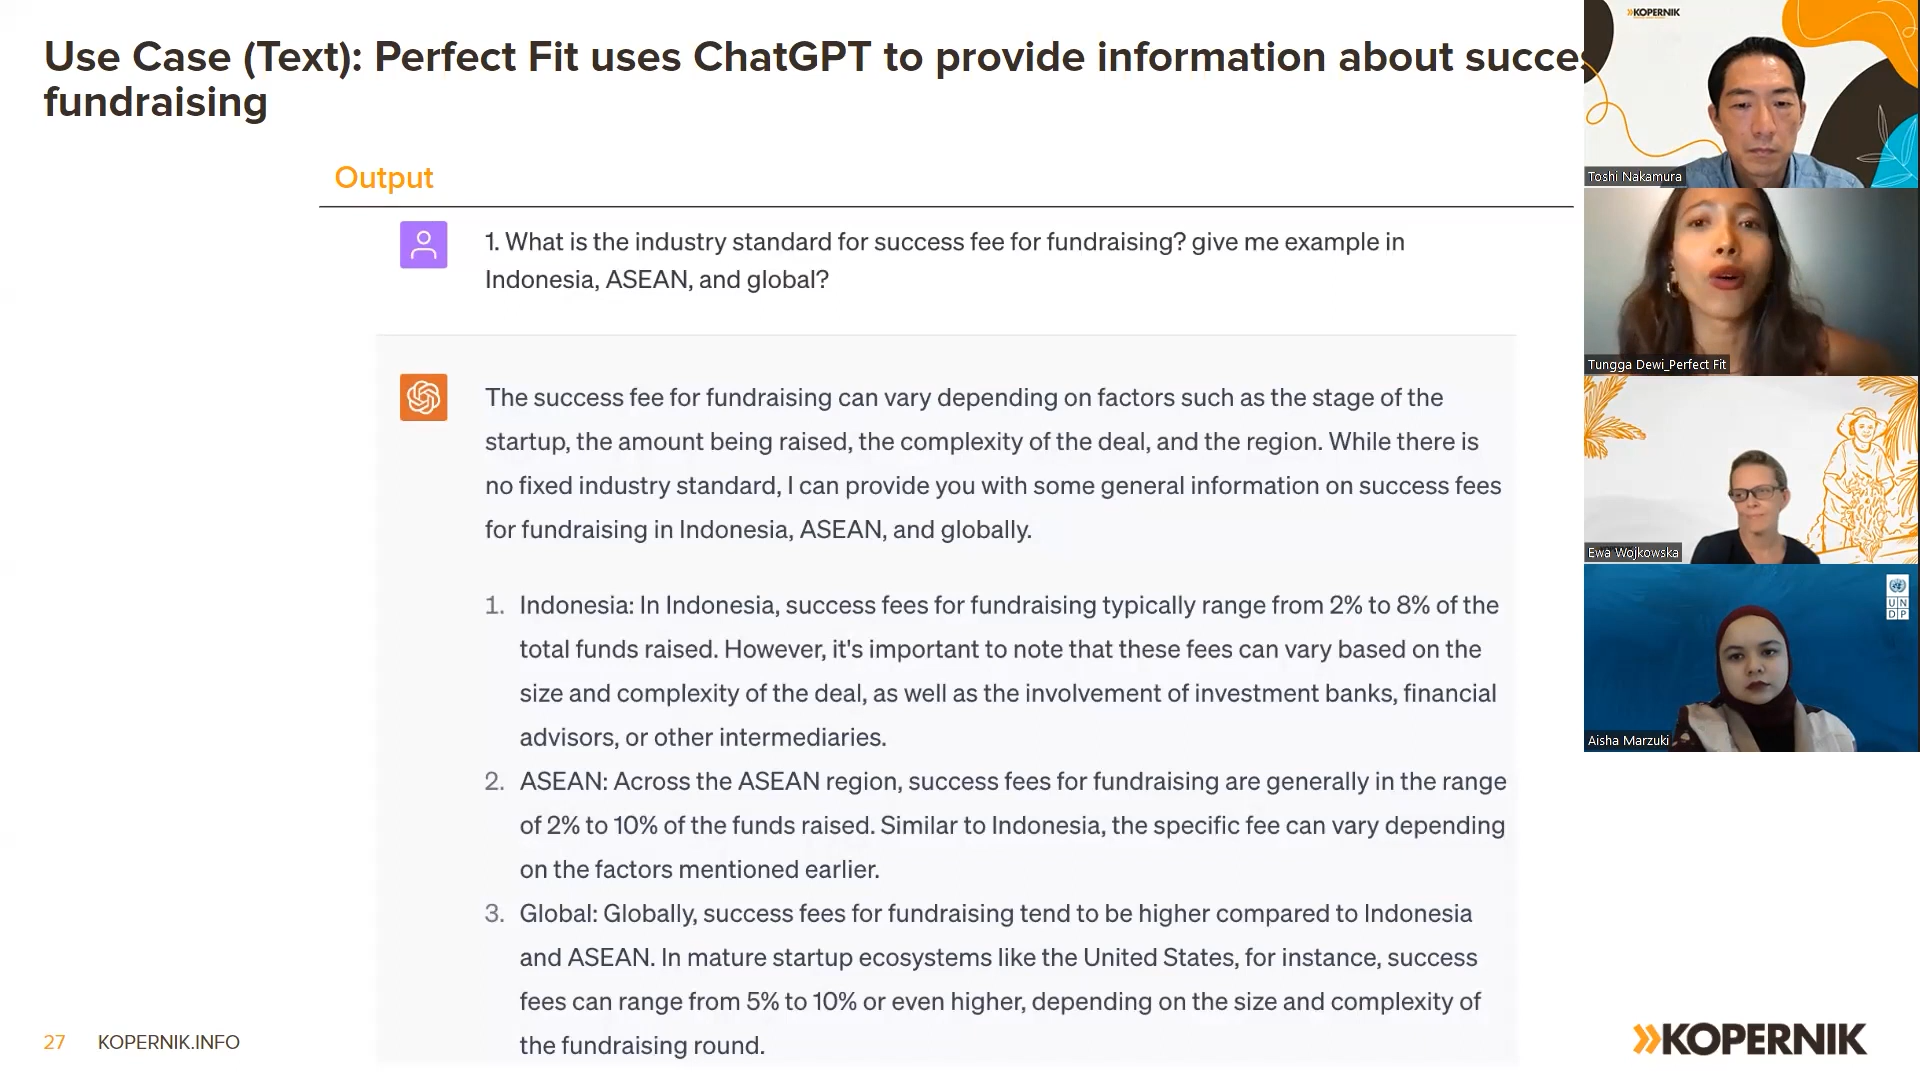 Use Case (Text): Perfect Fit uses ChatGPT to provide information about succes
fundraising
Output
1. What is the industry standard for success fee for fundraising? give me example in
Indonesia, ASEAN, and global?
The success fee for fundraising can vary depending on factors such as the stage of the
startup, the amount being raised, the complexity of the deal, and the region. While there is
no fixed industry standard, I can provide you with some general information on success fees
for fundraising in Indonesia, ASEAN, and globally.
1. Indonesia: In Indonesia, success fees for fundraising typically range from 2% to 8% of the
total funds raised. However, it's important to note that these fees can vary based on the
size and complexity of the deal, as well as the involvement of investment banks, financial
advisors, or other intermediaries.
2. ASEAN: Across the ASEAN region, success fees for fundraising are generally in the range
of 2% to 10% of the funds raised. Similar to Indonesia, the specific fee can vary depending
on the factors mentioned earlier.
3. Global: Globally, success fees for fundraising tend to be higher compared to Indonesia
and ASEAN. In mature startup ecosystems like the United States, for instance, success
fees can range from 5% to 10% or even higher, depending on the size and complexity of
the fundraising round.
27 KOPERNIK.INFO
KOPERNIK
KOPERNIK
Toshi Nakamura
Tungga Dewi_Perfect Fit
Ewa Wojkowska
UN
DP
Aisha Marzuki